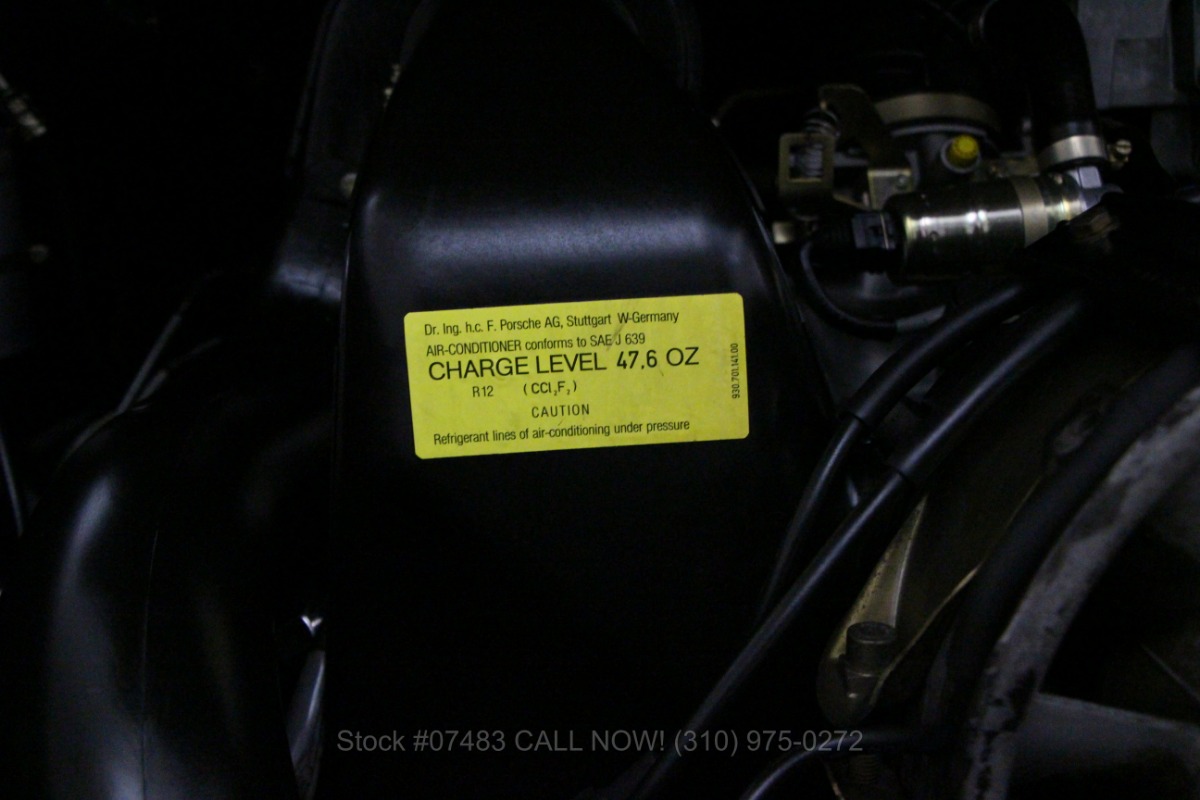 Dr. Ing. h.c. F. Porsche AG, Stuttgart W-Germany
AIR-CONDITIONER conforms to SAE J 639
CHARGE LEVEL 47,6 OZ
R12 (CCl₂F₂)
CAUTION
Refrigerant lines of air-conditioning under pressure
930.701.141.00
Stock #07483 CALL NOW! (310) 975-0272